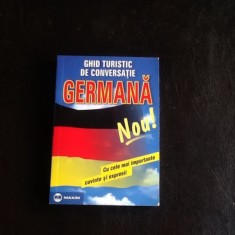 GHID TURISTIC
DE CONVERSAȚIE
GERMANĂ
Nou!
Cu cele mai importante
cuvinte și expresii